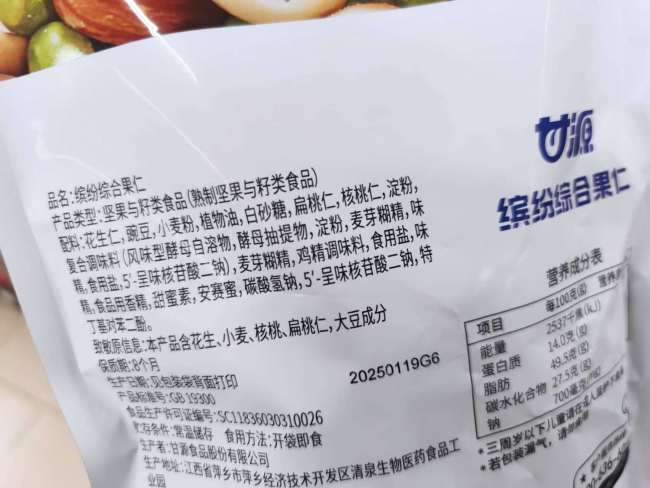 甘源
缤纷综合果仁
品名:缤纷综合果仁
产品类型:坚果与籽类食品(熟制坚果与籽类食品)
配料:花生仁,豌豆,小麦粉,植物油,白砂糖,扁桃仁,核桃仁,淀粉,
复合调味料(风味型酵母自溶物,酵母抽提物,淀粉,麦芽糊精,味
精,食用盐,5'-呈味核苷酸二钠),麦芽糊精,鸡精调味料,食用盐,味
精,食品用香精,甜蜜素,安赛蜜,碳酸氢钠,5'-呈味核苷酸二钠,特
丁基对苯二酚。
致敏原信息:本产品含花生、小麦、核桃、扁桃仁,大豆成分
保质期:8个月
生产日期:见包装袋背面打印
20250119G6
产品标准号:GB 19300
食品生产许可证编号:SC11836030310026
贮存条件:常温储存 食用方法:开袋即食
生产者:甘源食品股份有限公司
生产地址:江西省萍乡市萍乡经济技术开发区清泉生物医药食品工
业园
营养成分表
项目 每100克(g) 营养
能量 2537千焦(kJ)
蛋白质 14.0克(g)
脂肪 49.5克(g)
碳水化合物 27.5克(g)
钠 700毫克(mg)
*三周岁以下儿童请在成人监护下食用
*若包装漏气,请勿食用